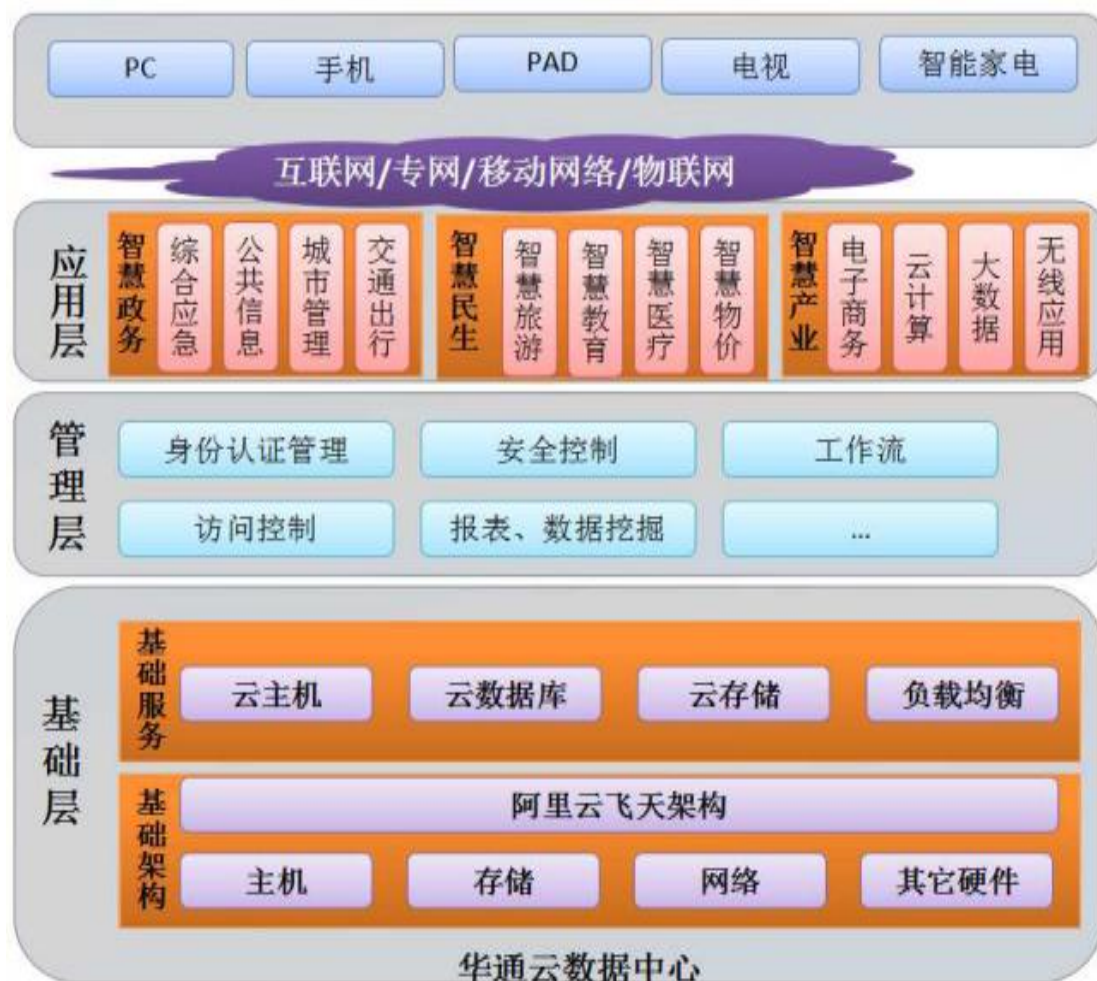 PC
手机
PAD
电视
智能家电
互联网/专网/移动网络/物联网
应用层
智慧政务
综合应急
公共信息
城市管理
交通出行
智慧民生
智慧旅游
智慧教育
智慧医疗
智慧物价
智慧产业
电子商务
云计算
大数据
无线应用
管理层
身份认证管理
安全控制
工作流
访问控制
报表、数据挖掘
...
基础层
基础服务
云主机
云数据库
云存储
负载均衡
基础架构
阿里云飞天架构
主机
存储
网络
其它硬件
华通云数据中心